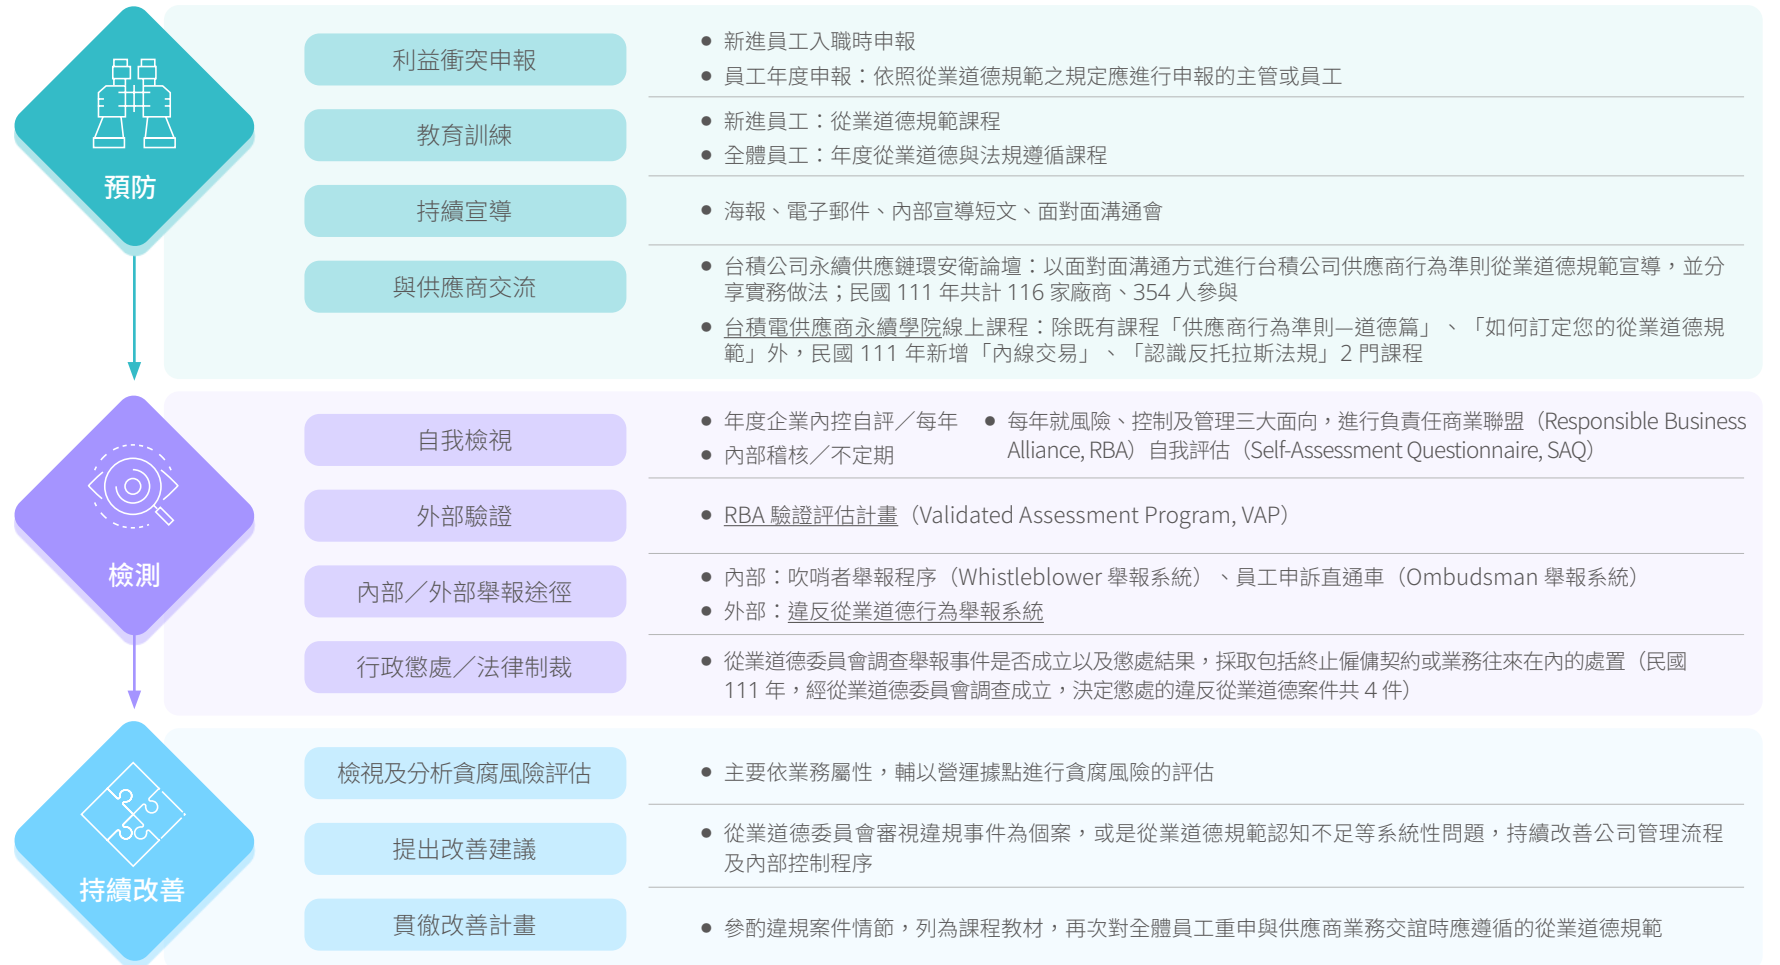 預防
利益衝突申報
● 新進員工入職時申報
● 員工年度申報：依照從業道德規範之規定應進行申報的主管或員工
教育訓練
● 新進員工：從業道德規範課程
● 全體員工：年度從業道德與法規遵循課程
持續宣導
● 海報、電子郵件、內部宣導短文、面對面溝通會
與供應商交流
● 台積公司永續供應鏈環安衛論壇：以面對面溝通方式進行台積公司供應商行為準則從業道德規範宣導，並分
享實務做法；民國 111 年共計 116 家廠商、354 人參與
● 台積電供應商永續學院線上課程：除既有課程「供應商行為準則—道德篇」、「如何訂定您的從業道德規
範」外，民國 111 年新增「內線交易」、「認識反托拉斯法規」2 門課程
檢測
自我檢視
● 年度企業內控自評／每年
● 內部稽核／不定期
● 每年就風險、控制及管理三大面向，進行負責任商業聯盟（Responsible Business
Alliance, RBA）自我評估（Self-Assessment Questionnaire, SAQ）
外部驗證
● RBA 驗證評估計畫（Validated Assessment Program, VAP）
內部／外部舉報途徑
● 內部：吹哨者舉報程序（Whistleblower 舉報系統）、員工申訴直通車（Ombudsman 舉報系統）
● 外部：違反從業道德行為舉報系統
行政懲處／法律制裁
● 從業道德委員會調查舉報事件是否成立以及懲處結果，採取包括終止僱傭契約或業務往來在內的處置（民國
111 年，經從業道德委員會調查成立，決定懲處的違反從業道德案件共 4 件）
持續改善
檢視及分析貪腐風險評估
● 主要依業務屬性，輔以營運據點進行貪腐風險的評估
提出改善建議
● 從業道德委員會審視違規事件為個案，或是從業道德規範認知不足等系統性問題，持續改善公司管理流程
及內部控制程序
貫徹改善計畫
● 參酌違規案件情節，列為課程教材，再次對全體員工重申與供應商業務交誼時應遵循的從業道德規範